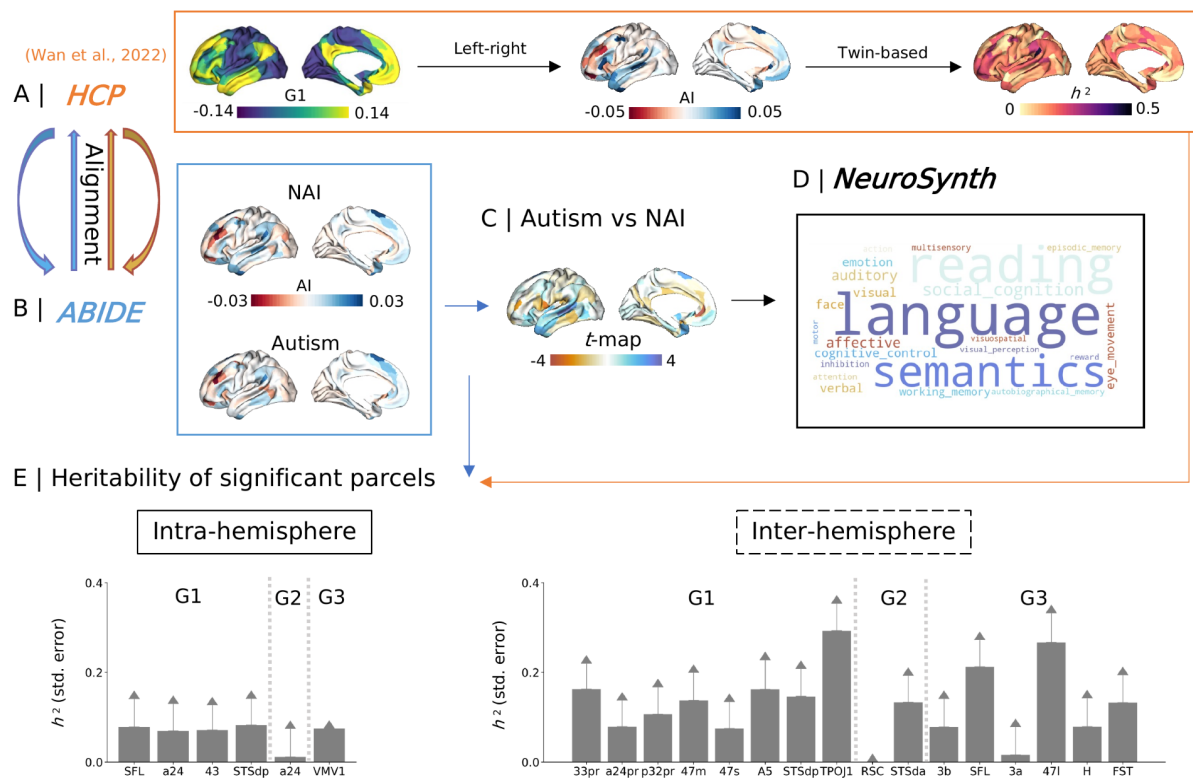 (Wan et al., 2022)
A | HCP
Left-right
Twin-based
G1
-0.14 0.14
AI
-0.05 0.05
h²
0 0.5
Alignment
B | ABIDE
NAI
AI
-0.03 0.03
Autism
C | Autism vs NAI
t-map
-4 4
D | NeuroSynth
action multisensory episodic_memory
emotion reading
auditory social_cognition
visual
face language
motor
affective visuospatial
cognitive_control visual_perception
inhibition semantics reward
attention
verbal working_memory autobiographical_memory
eye_movement
E | Heritability of significant parcels
Intra-hemisphere
Inter-hemisphere
h² (std. error)
0.4
0.2
0.0
G1 G2 G3
SFL a24 43 STSdp a24 VMV1
h² (std. error)
0.4
0.2
0.0
G1 G2 G3
33pr a24pr p32pr 47m 47s A5 STSdp TPOJ1 RSC STSda 3b SFL 3a 47l H FST